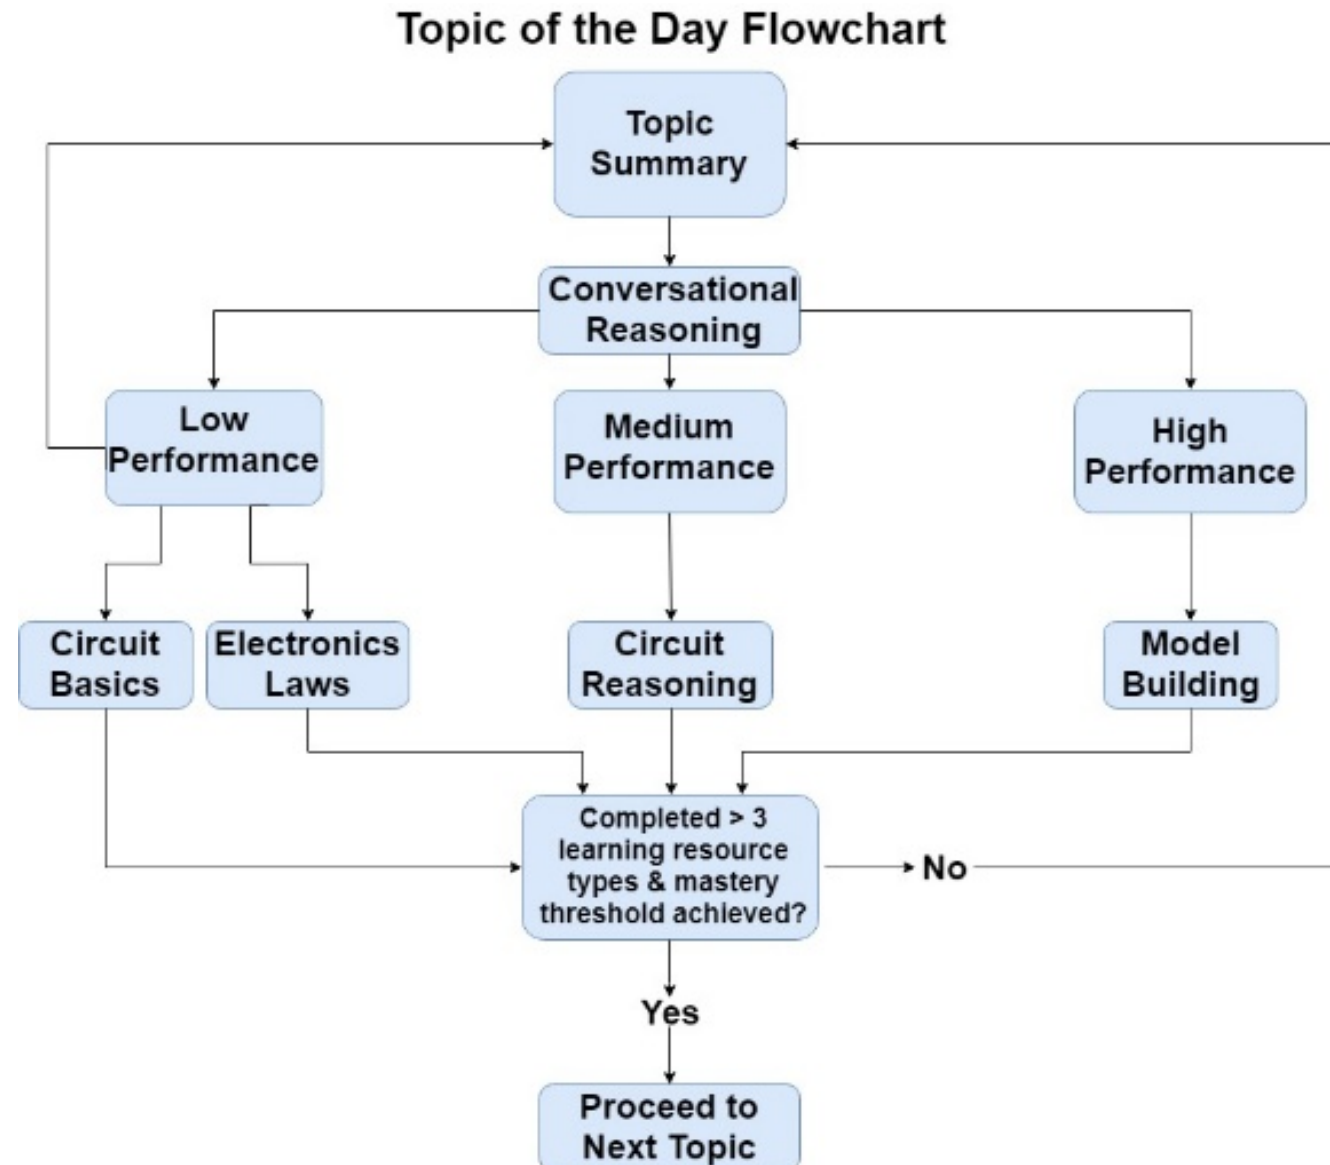 Topic of the Day Flowchart
Topic
Summary
Conversational
Reasoning
Low
Performance
Medium
Performance
High
Performance
Circuit
Basics
Electronics
Laws
Circuit
Reasoning
Model
Building
Completed > 3
learning resource
types & mastery
threshold achieved?
No
Yes
Proceed to
Next Topic